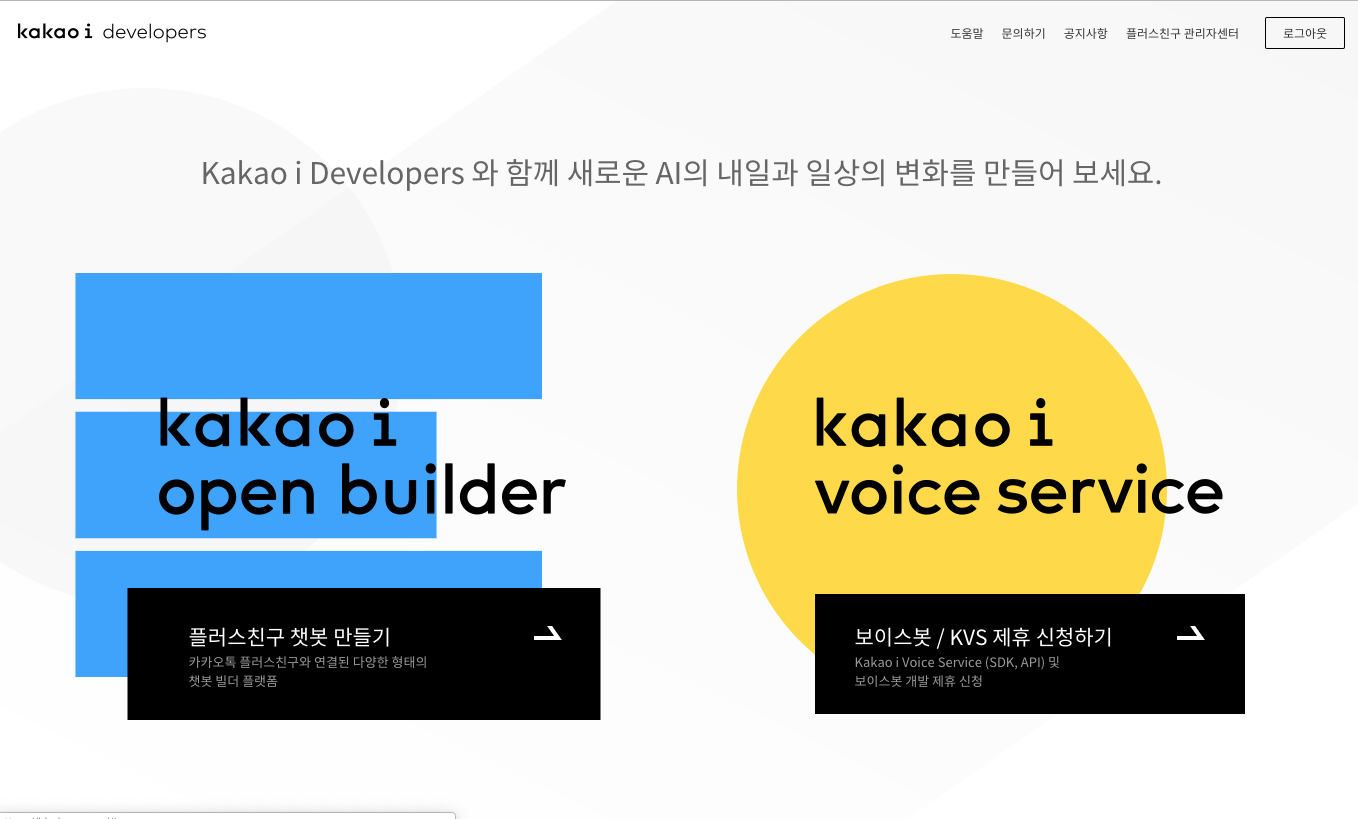 kakao i developers
도움말 문의하기 공지사항 플러스친구 관리자센터 로그아웃
Kakao i Developers 와 함께 새로운 AI의 내일과 일상의 변화를 만들어 보세요.
kakao i
open builder
플러스친구 챗봇 만들기
카카오톡 플러스친구와 연결된 다양한 형태의
챗봇 빌더 플랫폼
kakao i
voice service
보이스봇 / KVS 제휴 신청하기
Kakao i Voice Service (SDK, API) 및
보이스봇 개발 제휴 신청